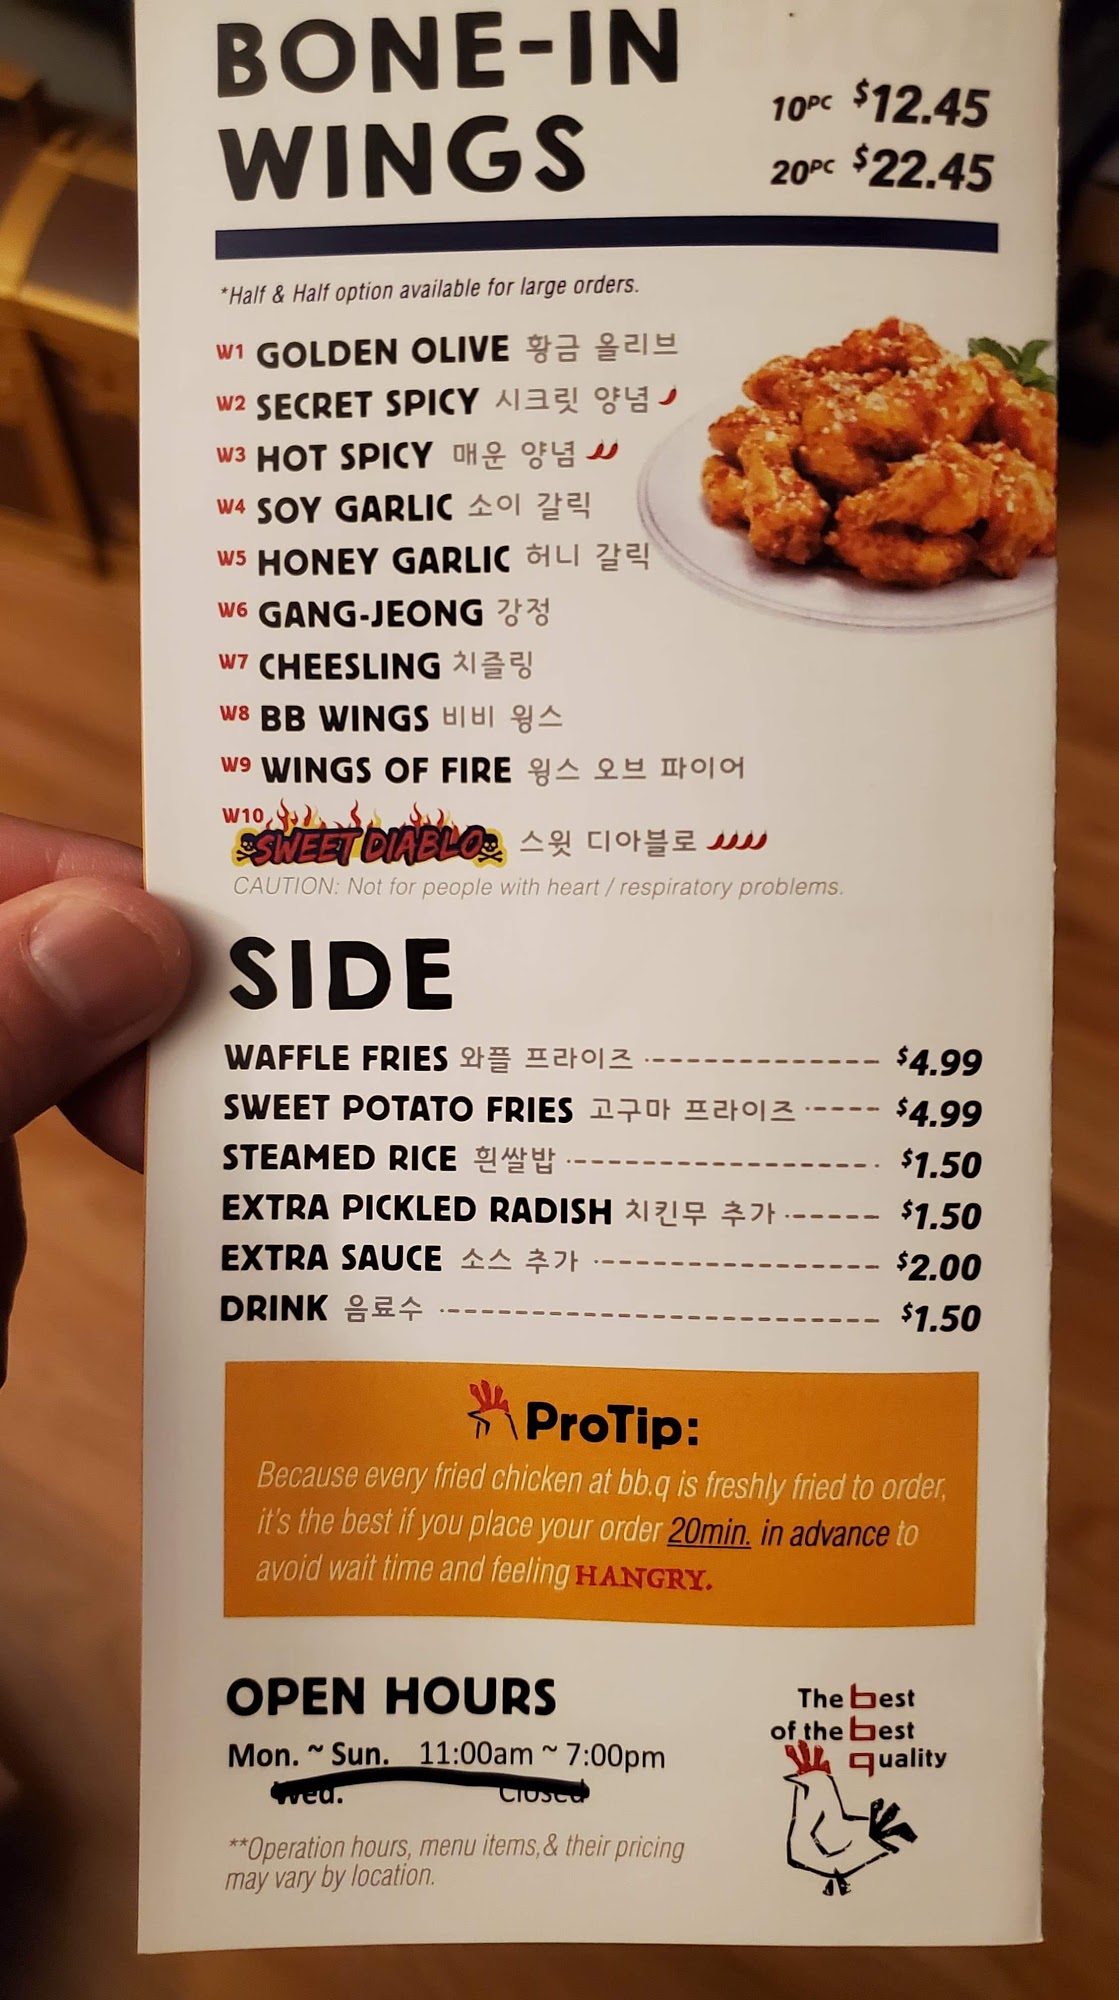 BONE-IN
WINGS
10PC $12.45
20PC $22.45
*Half & Half option available for large orders.
W1 GOLDEN OLIVE 황금 올리브
W2 SECRET SPICY 시크릿 양념
W3 HOT SPICY 매운 양념
W4 SOY GARLIC 소이 갈릭
W5 HONEY GARLIC 허니 갈릭
W6 GANG-JEONG 강정
W7 CHEESLING 치즐링
W8 BB WINGS 비비 윙스
W9 WINGS OF FIRE 윙스 오브 파이어
W10 SWEET DIABLO 스윗 디아블로
CAUTION: Not for people with heart / respiratory problems.
SIDE
WAFFLE FRIES 와플 프라이즈 $4.99
SWEET POTATO FRIES 고구마 프라이즈 $4.99
STEAMED RICE 흰쌀밥 $1.50
EXTRA PICKLED RADISH 치킨무 추가 $1.50
EXTRA SAUCE 소스 추가 $2.00
DRINK 음료수 $1.50
ProTip:
Because every fried chicken at bb.q is freshly fried to order,
it's the best if you place your order 20min. in advance to
avoid wait time and feeling HANGRY.
OPEN HOURS
Mon. ~ Sun. 11:00am ~ 7:00pm
Wed. Closed
**Operation hours, menu items,& their pricing
may vary by location.
The best
of the best
quality